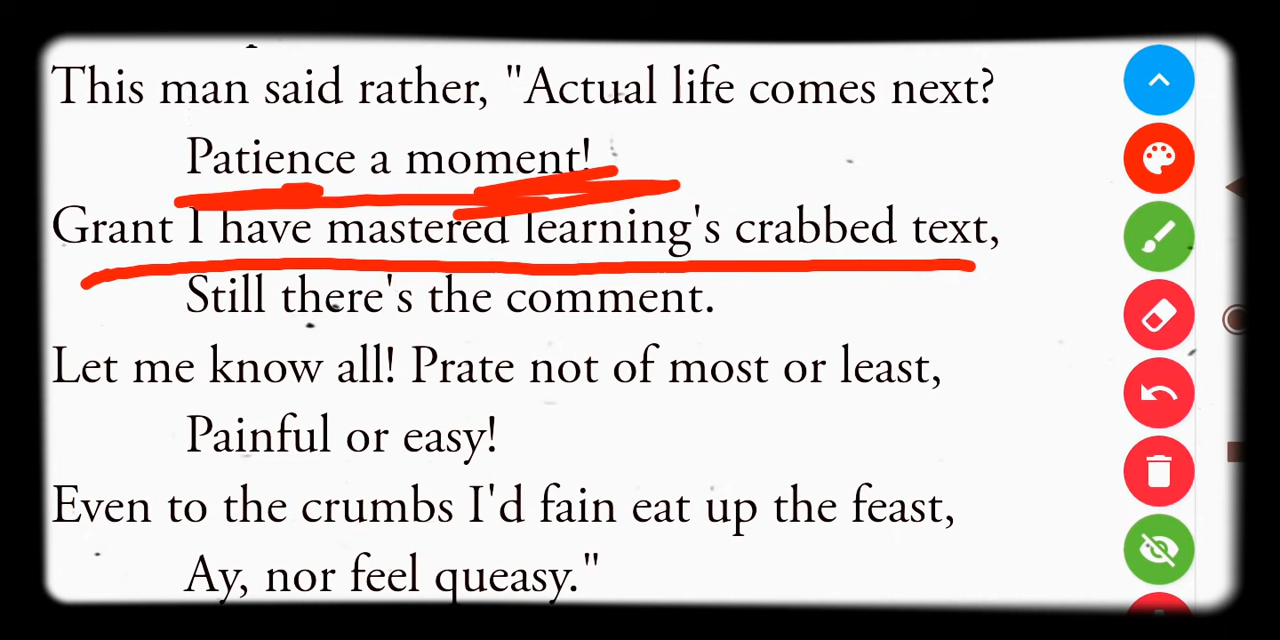 This man said rather, "Actual life comes next?
Patience a moment!
Grant I have mastered learning's crabbed text,
Still there's the comment.
Let me know all! Prate not of most or least,
Painful or easy!
Even to the crumbs I'd fain eat up the feast,
Ay, nor feel queasy."